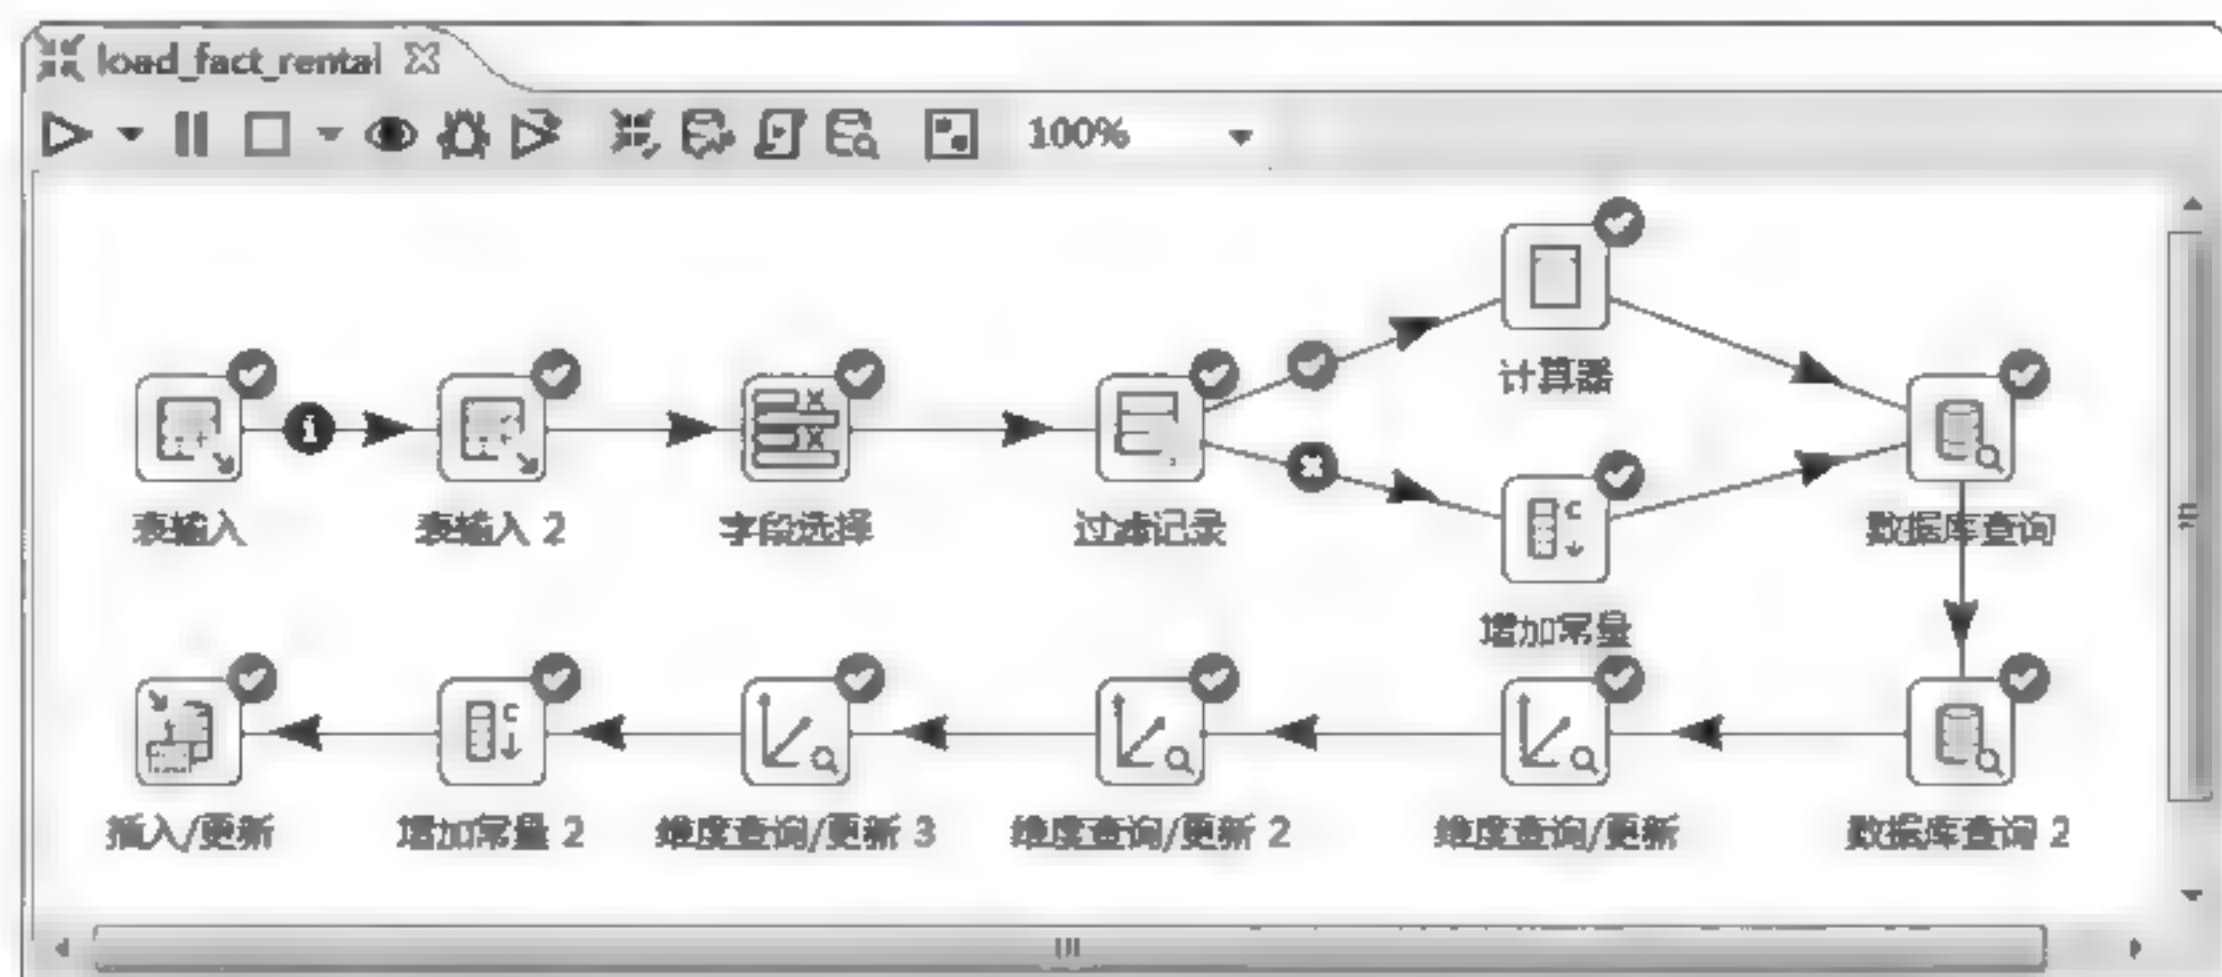 load_fact_rental
100%
计算器
表输入
表输入 2
字段选择
过滤记录
数据库查询
增加常量
插入/更新
增加常量 2
维度查询/更新 3
维度查询/更新 2
维度查询/更新
数据库查询 2